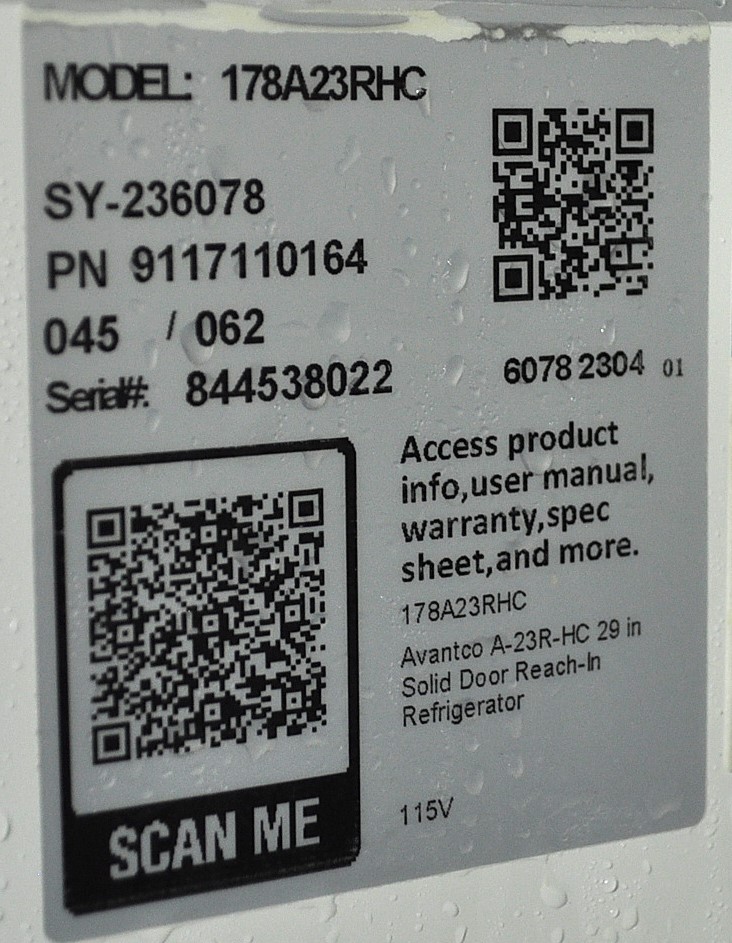 MODEL: 178A23RHC
SY-236078
PN 9117110164
045 / 062
Serial#: 844538022
6078 2304 01
Access product
info,user manual,
warranty,spec
sheet,and more.
178A23RHC
Avantco A-23R-HC 29 in
Solid Door Reach-In
Refrigerator
115V
SCAN ME